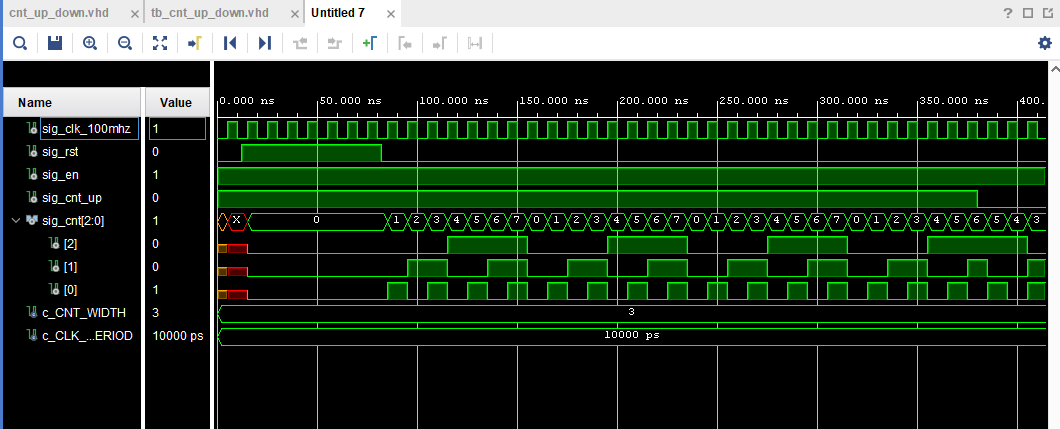 cnt_up_down.vhd × tb_cnt_up_down.vhd × Untitled 7 ×
?
Name Value
0.000 ns 50.000 ns 100.000 ns 150.000 ns 200.000 ns 250.000 ns 300.000 ns 350.000 ns 400.
sig_clk_100mhz 1
sig_rst 0
sig_en 1
sig_cnt_up 0
sig_cnt[2:0] 1 X 0 1 2 3 4 5 6 7 0 1 2 3 4 5 6 7 0 1 2 3 4 5 6 7 0 1 2 3 4 5 6 5 4 3
[2] 0
[1] 0
[0] 1
c_CNT_WIDTH 3 3
c_CLK_...ERIOD 10000 ps 10000 ps